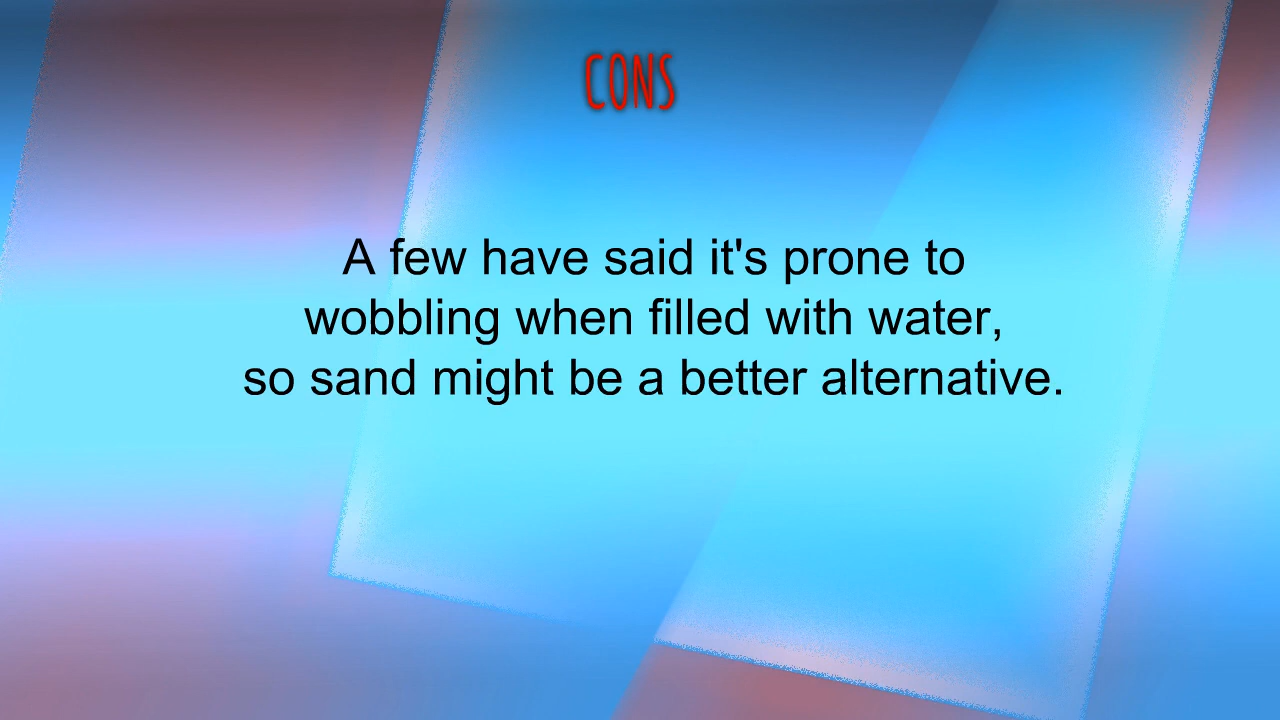 CONS
A few have said it's prone to
wobbling when filled with water,
so sand might be a better alternative.